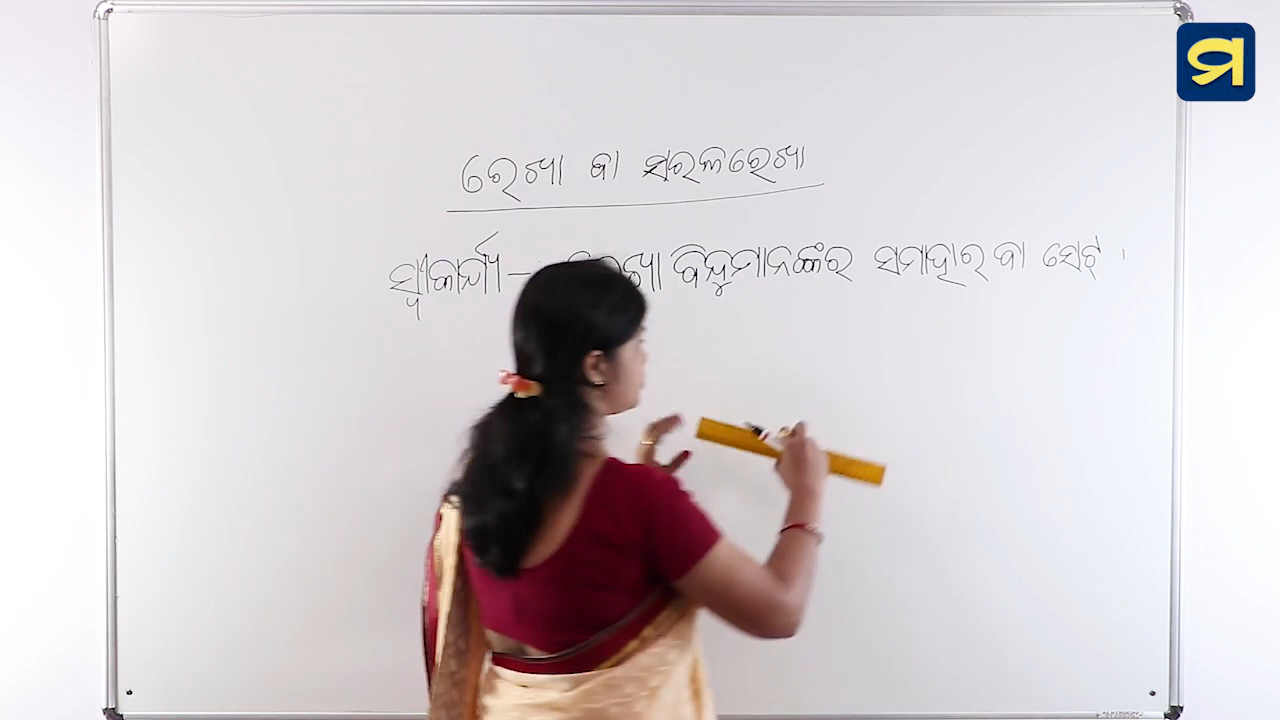 ମ
ରେଖା ବା ସରଳରେଖା
ସ୍ୱୀକାର୍ଯ୍ୟ - ରେଖା ବିନ୍ଦୁମାନଙ୍କର ସମାହାର ବା ସେଟ୍ ।